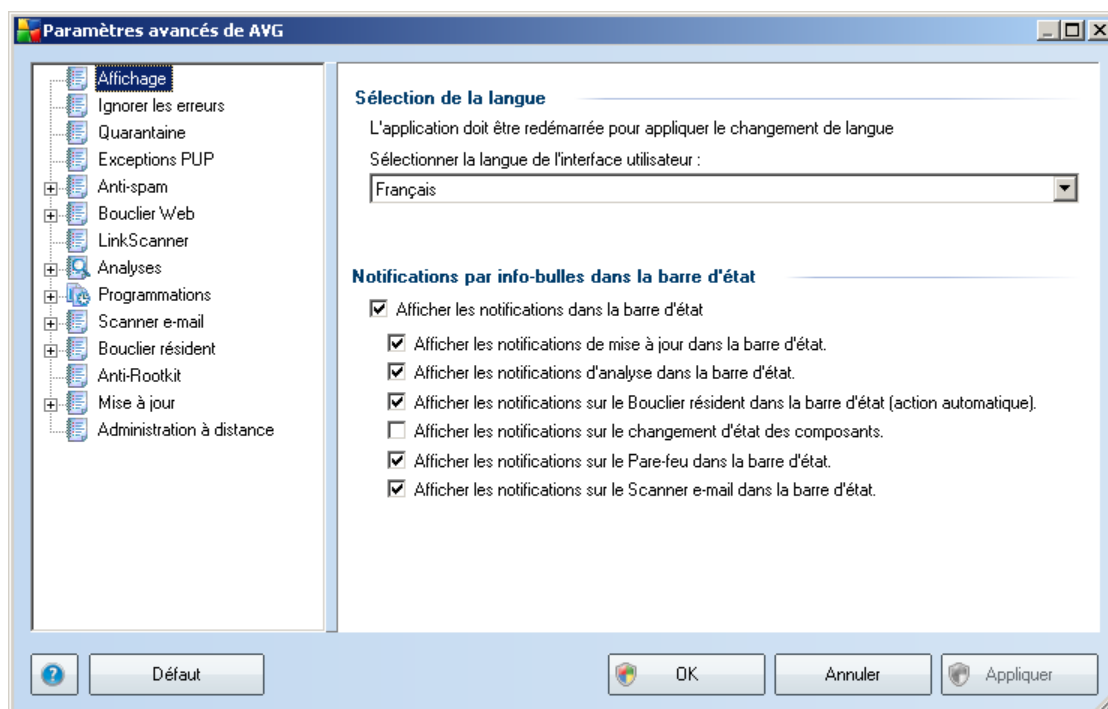 Paramètres avancés de AVG
Affichage
Ignorer les erreurs
Quarantaine
Exceptions PUP
Anti-spam
Bouclier Web
LinkScanner
Analyses
Programmations
Scanner e-mail
Bouclier résident
Anti-Rootkit
Mise à jour
Administration à distance
Sélection de la langue
L'application doit être redémarrée pour appliquer le changement de langue
Sélectionner la langue de l'interface utilisateur :
Français
Notifications par info-bulles dans la barre d'état
Afficher les notifications dans la barre d'état
Afficher les notifications de mise à jour dans la barre d'état.
Afficher les notifications d'analyse dans la barre d'état.
Afficher les notifications sur le Bouclier résident dans la barre d'état (action automatique).
Afficher les notifications sur le changement d'état des composants.
Afficher les notifications sur le Pare-feu dans la barre d'état.
Afficher les notifications sur le Scanner e-mail dans la barre d'état.
? Défaut OK Annuler Appliquer